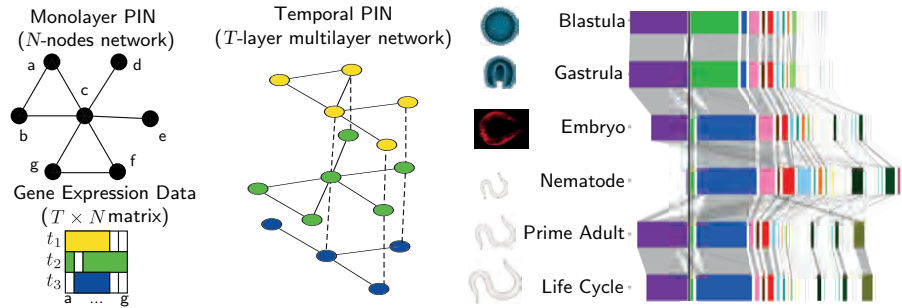 Monolayer PIN
(N-nodes network)
a
d
c
b
e
g
f
Gene Expression Data
(T × N matrix)
t₁
t₂
t₃
a ... g
Temporal PIN
(T-layer multilayer network)
Blastula
Gastrula
Embryo
Nematode
Prime Adult
Life Cycle